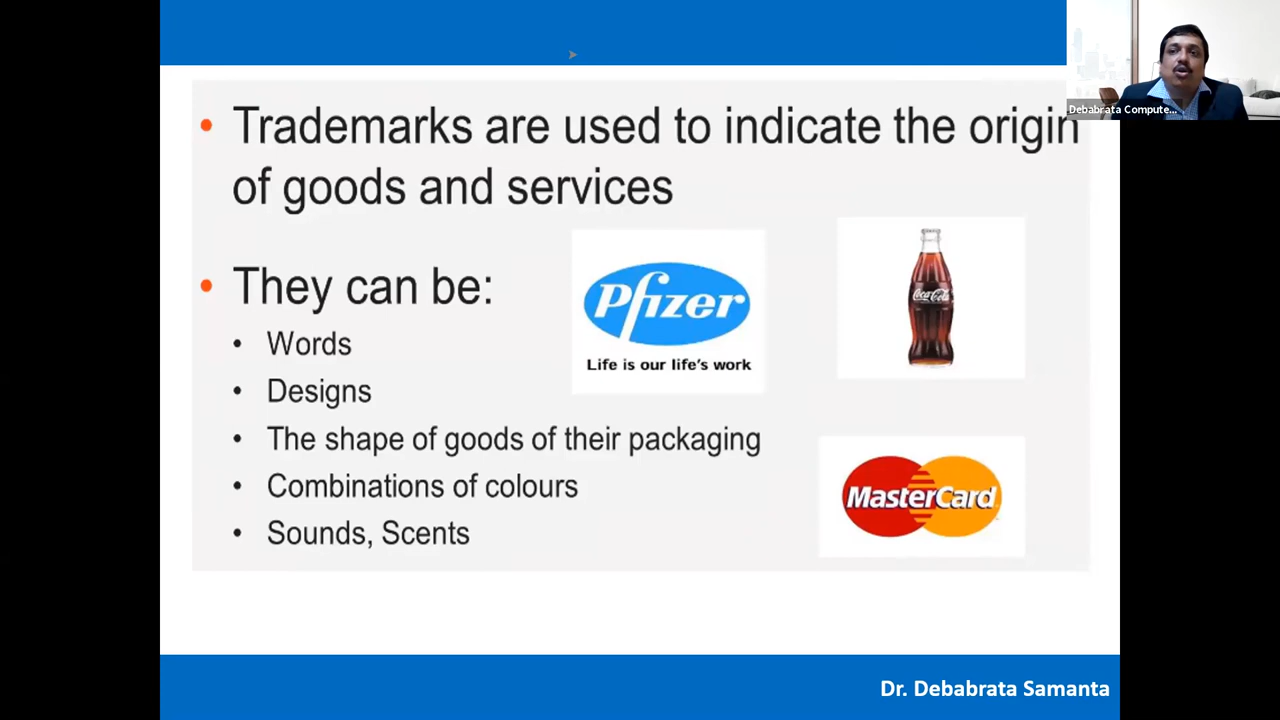 Debabrata Compute...
• Trademarks are used to indicate the origin
of goods and services
• They can be:
• Words
• Designs
• The shape of goods of their packaging
• Combinations of colours
• Sounds, Scents
Pfizer
Life is our life's work
Coca-Cola
MasterCard
Dr. Debabrata Samanta